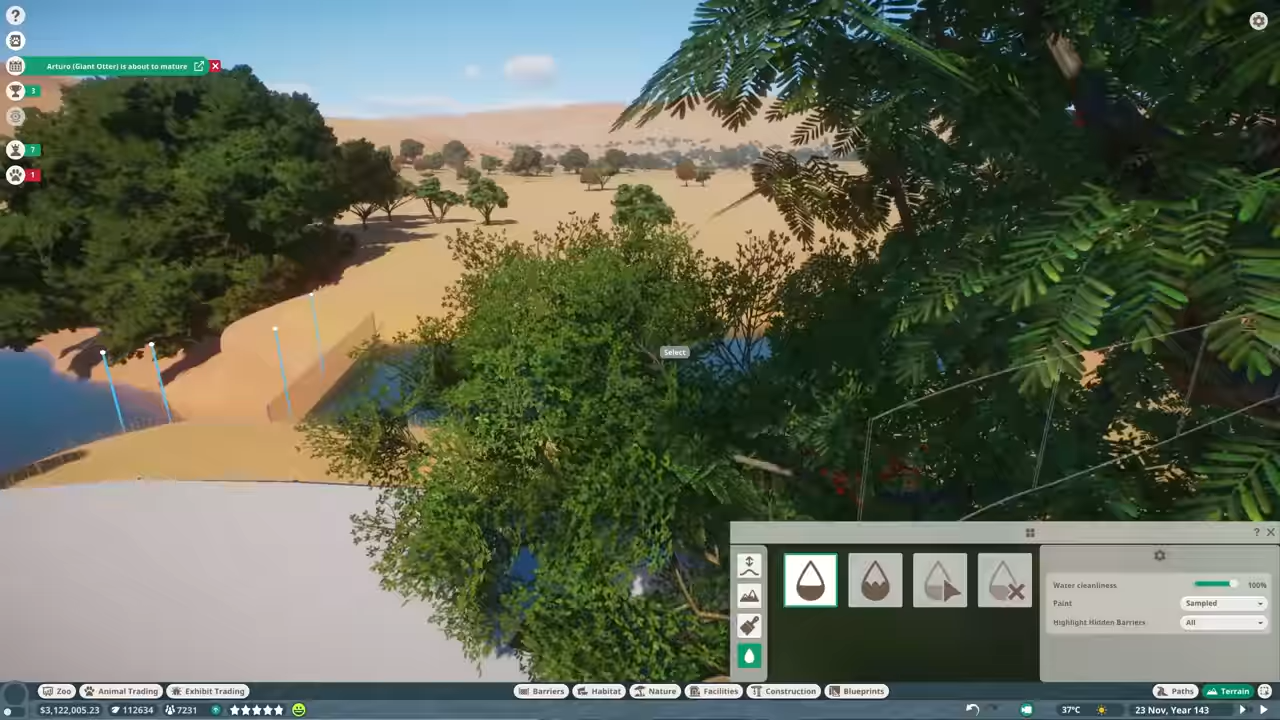 ?
Arturo (Giant Otter) is about to mature
3
7
1
Select
?
Water cleanliness 100%
Paint Sampled
Highlight Hidden Barriers All
Zoo Animal Trading Exhibit Trading Barriers Habitat Nature Facilities Construction Blueprints Paths Terrain
$3,122,005.23 112634 7231 37°C 23 Nov, Year 143